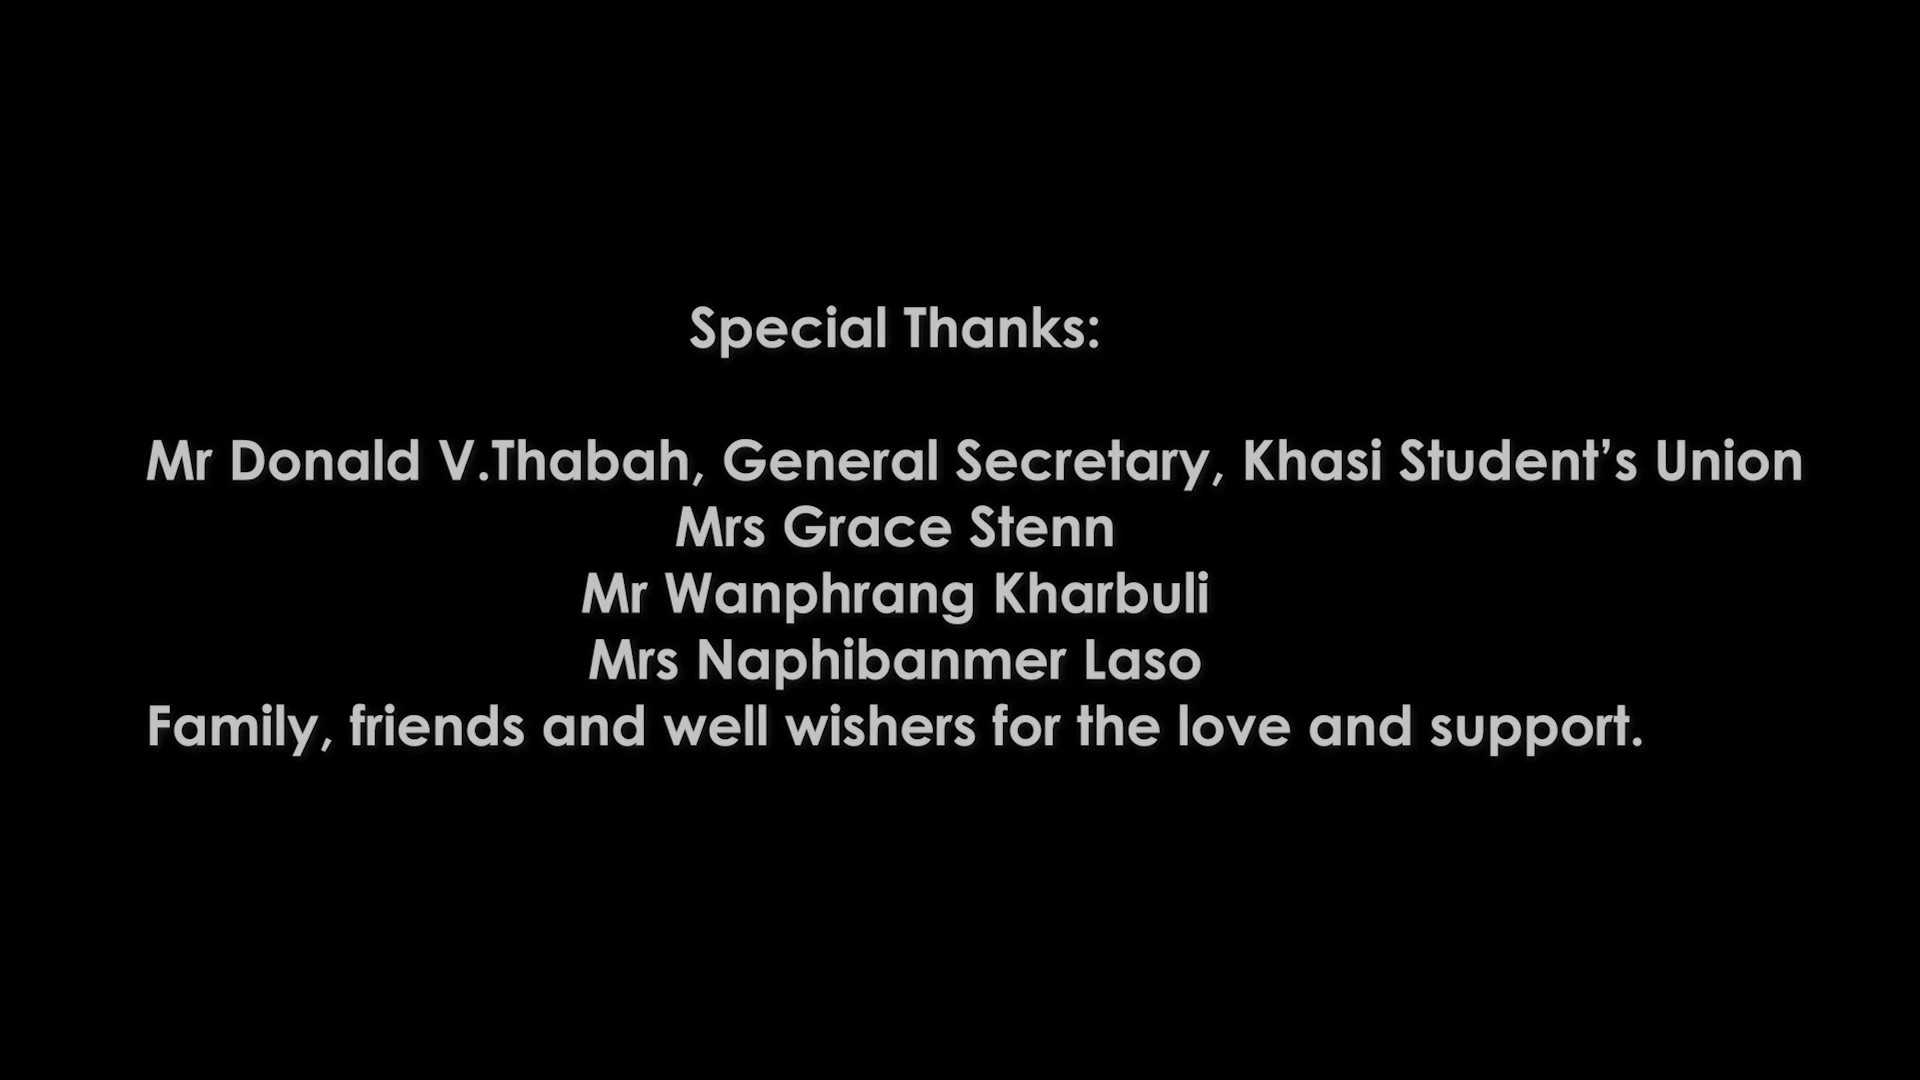 Special Thanks:
Mr Donald V.Thabah, General Secretary, Khasi Student’s Union
Mrs Grace Stenn
Mr Wanphrang Kharbuli
Mrs Naphibanmer Laso
Family, friends and well wishers for the love and support.